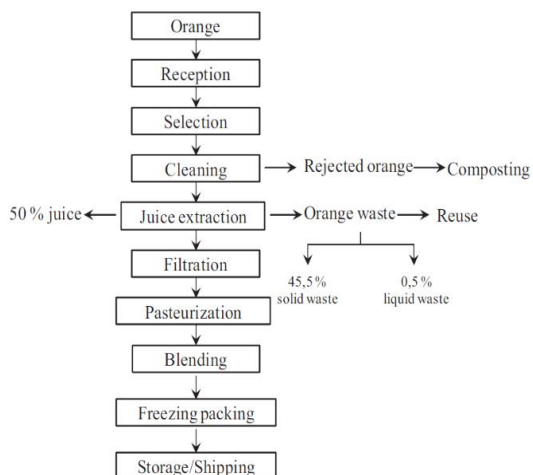 Orange
Reception
Selection
Cleaning
Rejected orange
Composting
50 % juice
Juice extraction
Orange waste
Reuse
Filtration
45,5 %
solid waste
0,5 %
liquid waste
Pasteurization
Blending
Freezing packing
Storage/Shipping